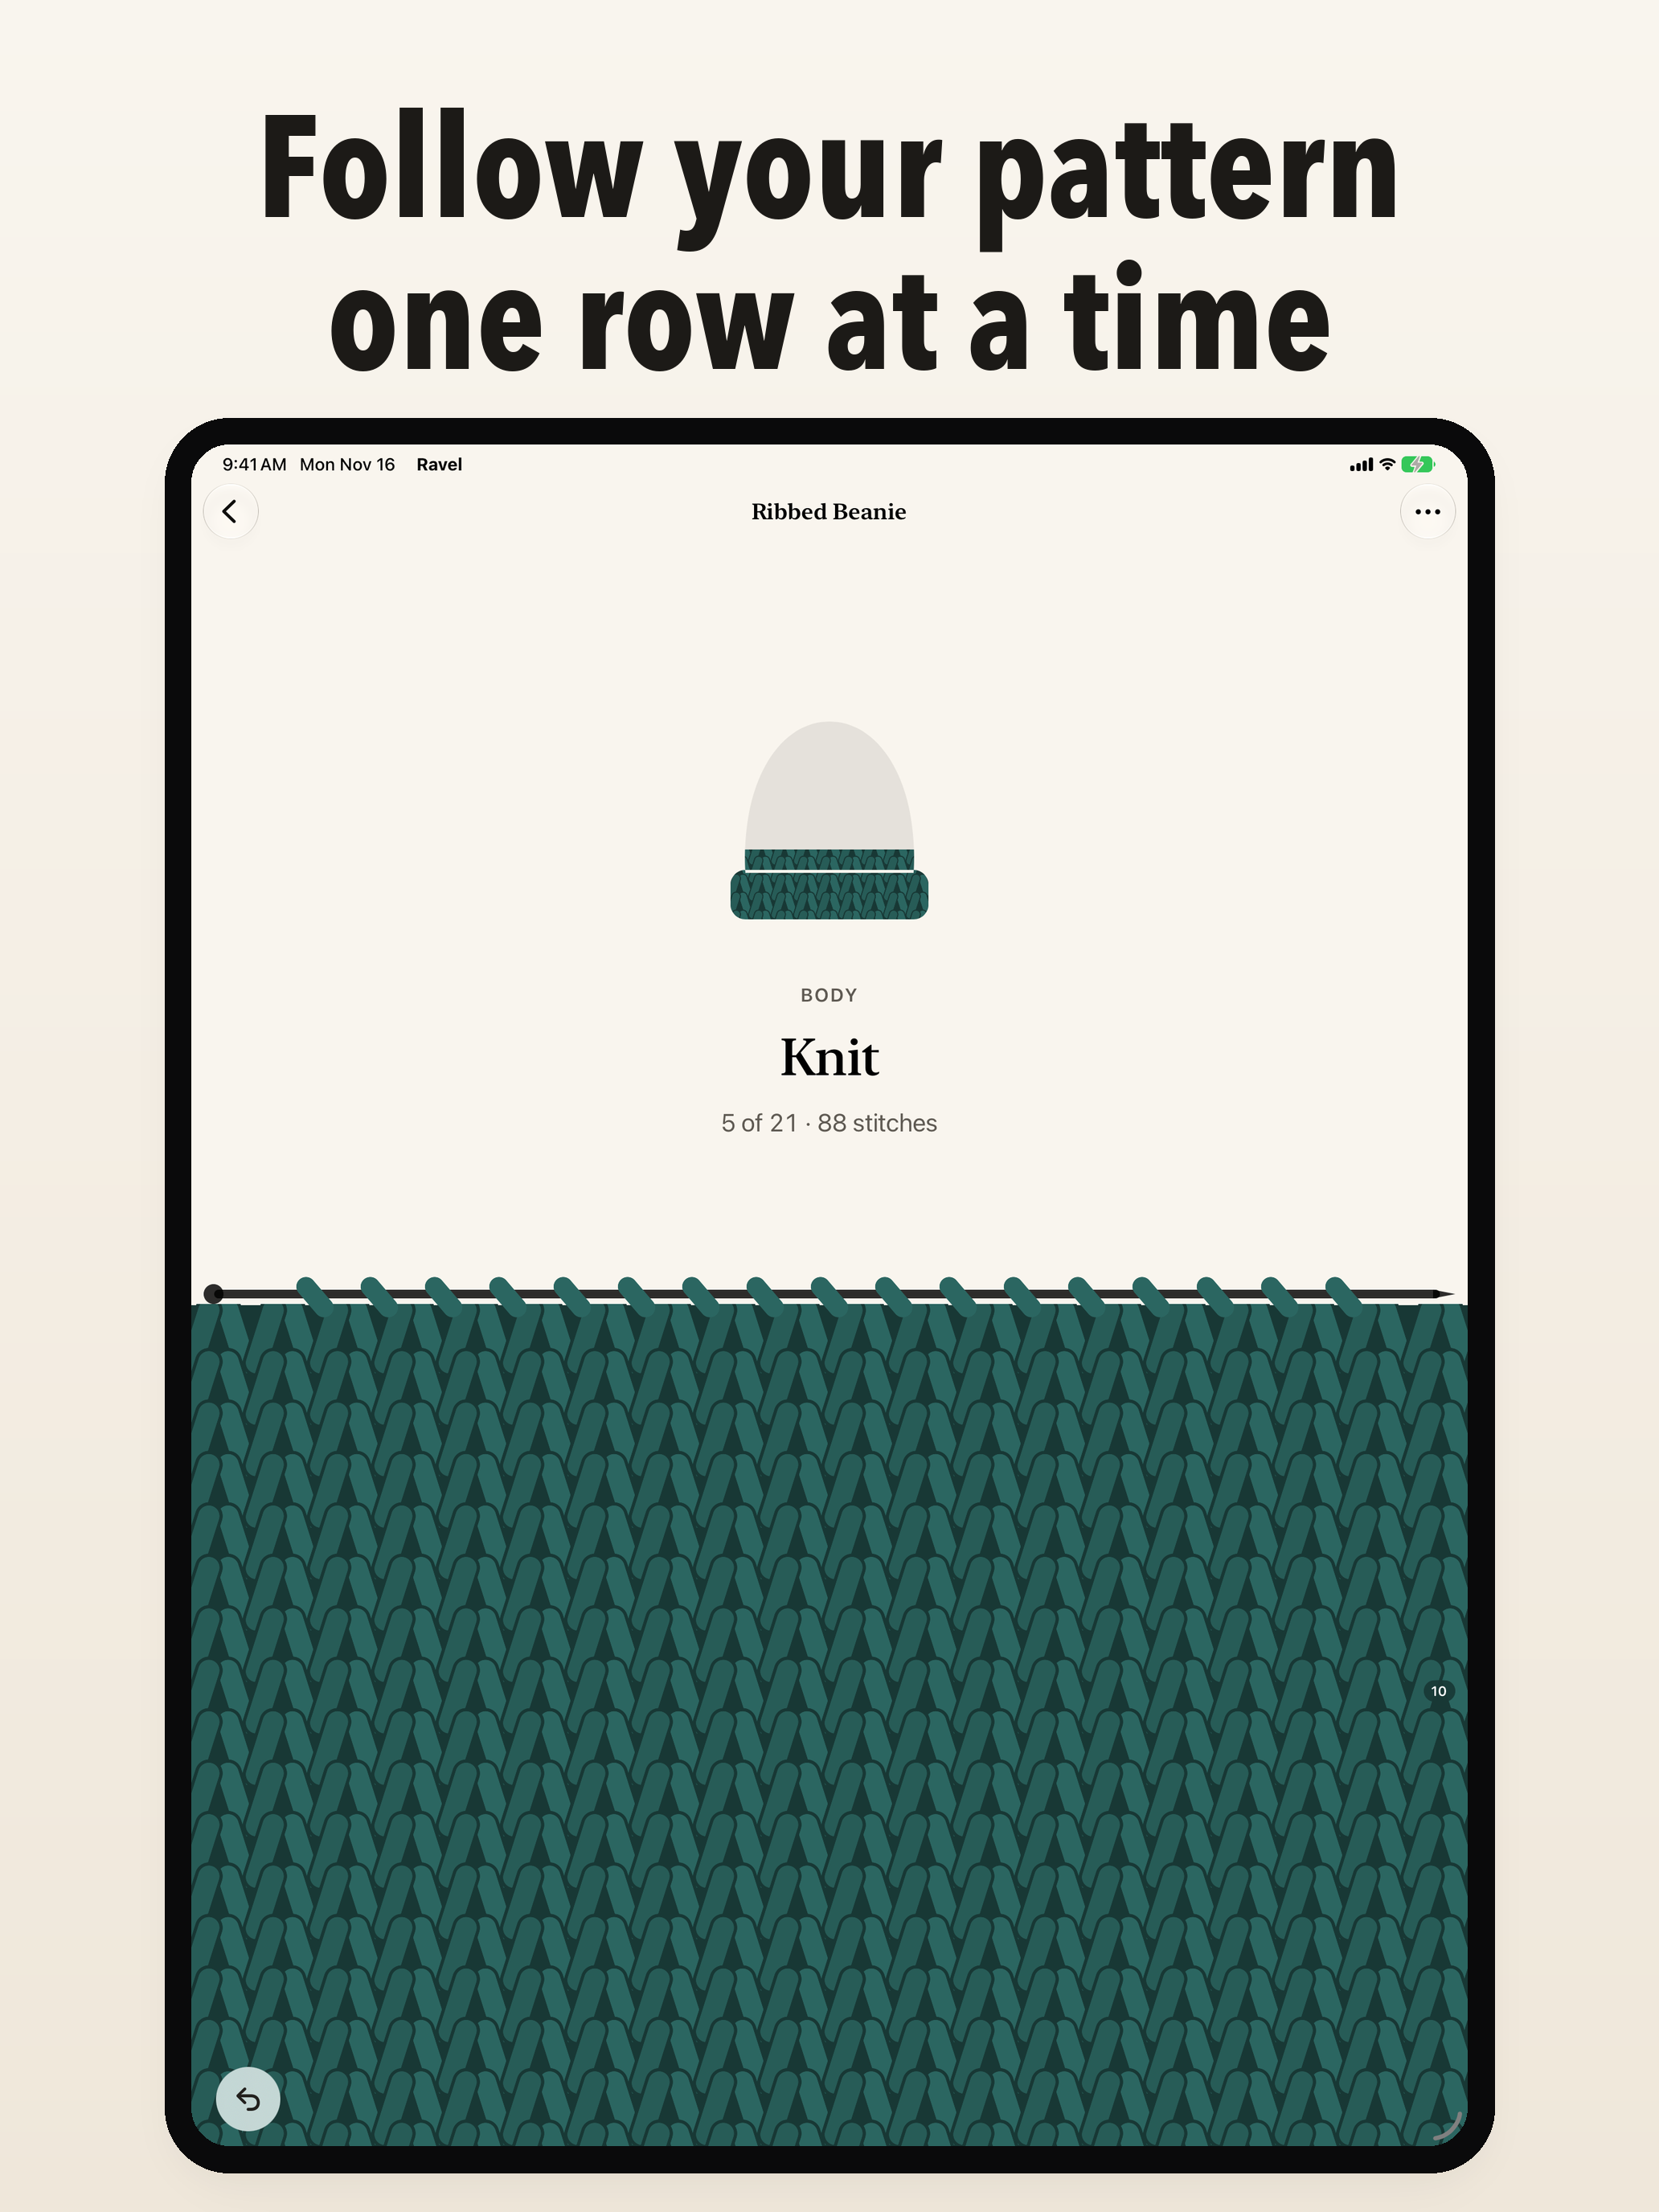 Follow your pattern
one row at a time
9:41 AM Mon Nov 16 Ravel
Ribbed Beanie
BODY
Knit
5 of 21 · 88 stitches
10